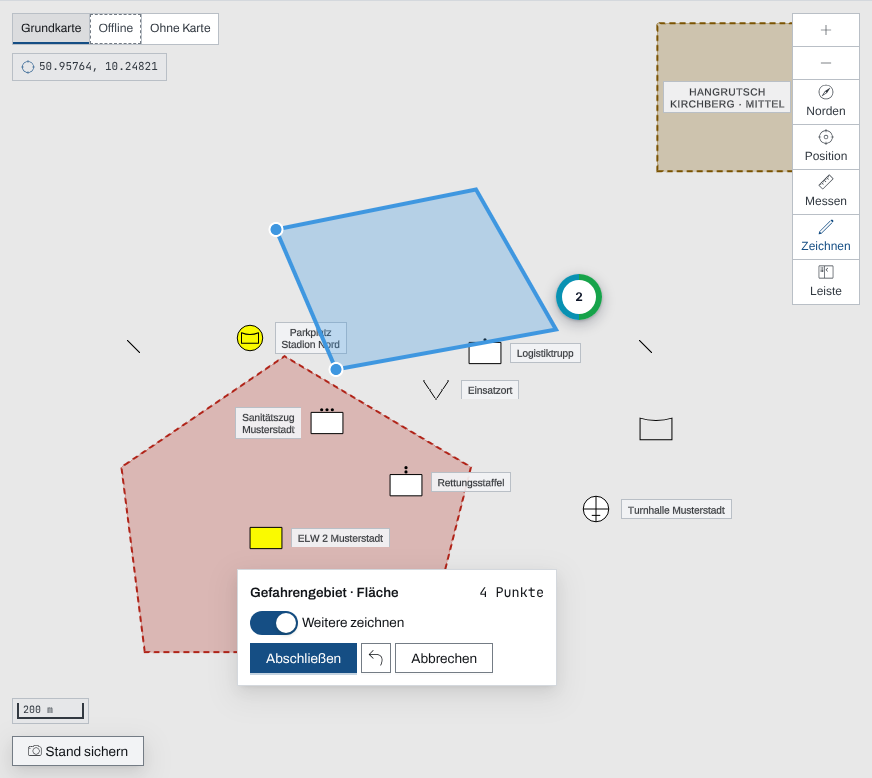 Grundkarte
Offline
Ohne Karte
50.95764, 10.24821
HANGRUTSCH
KIRCHBERG · MITTEL
Norden
Position
Messen
Zeichnen
Leiste
2
Parkplatz
Stadion Nord
Logistiktrupp
Einsatzort
Sanitätszug
Musterstadt
Rettungsstaffel
Turnhalle Musterstadt
ELW 2 Musterstadt
Gefahrengebiet · Fläche
4 Punkte
Weitere zeichnen
Abschließen
Abbrechen
200 m
Stand sichern